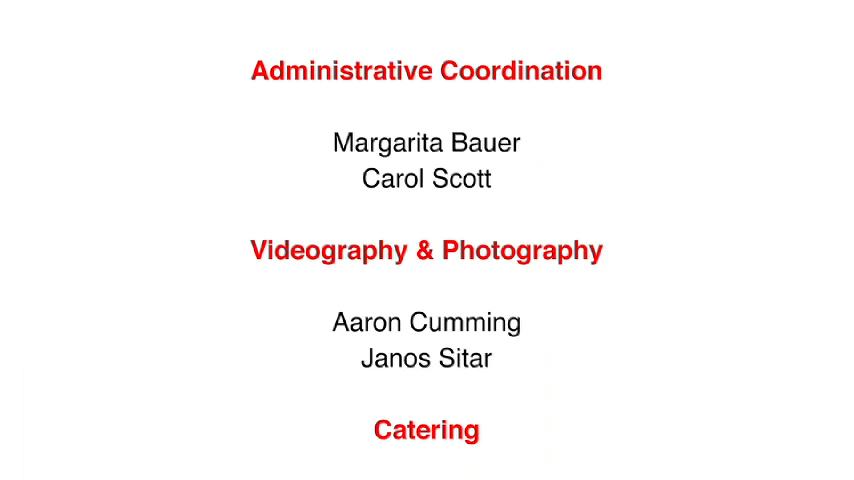 Administrative Coordination
Margarita Bauer
Carol Scott
Videography & Photography
Aaron Cumming
Janos Sitar
Catering